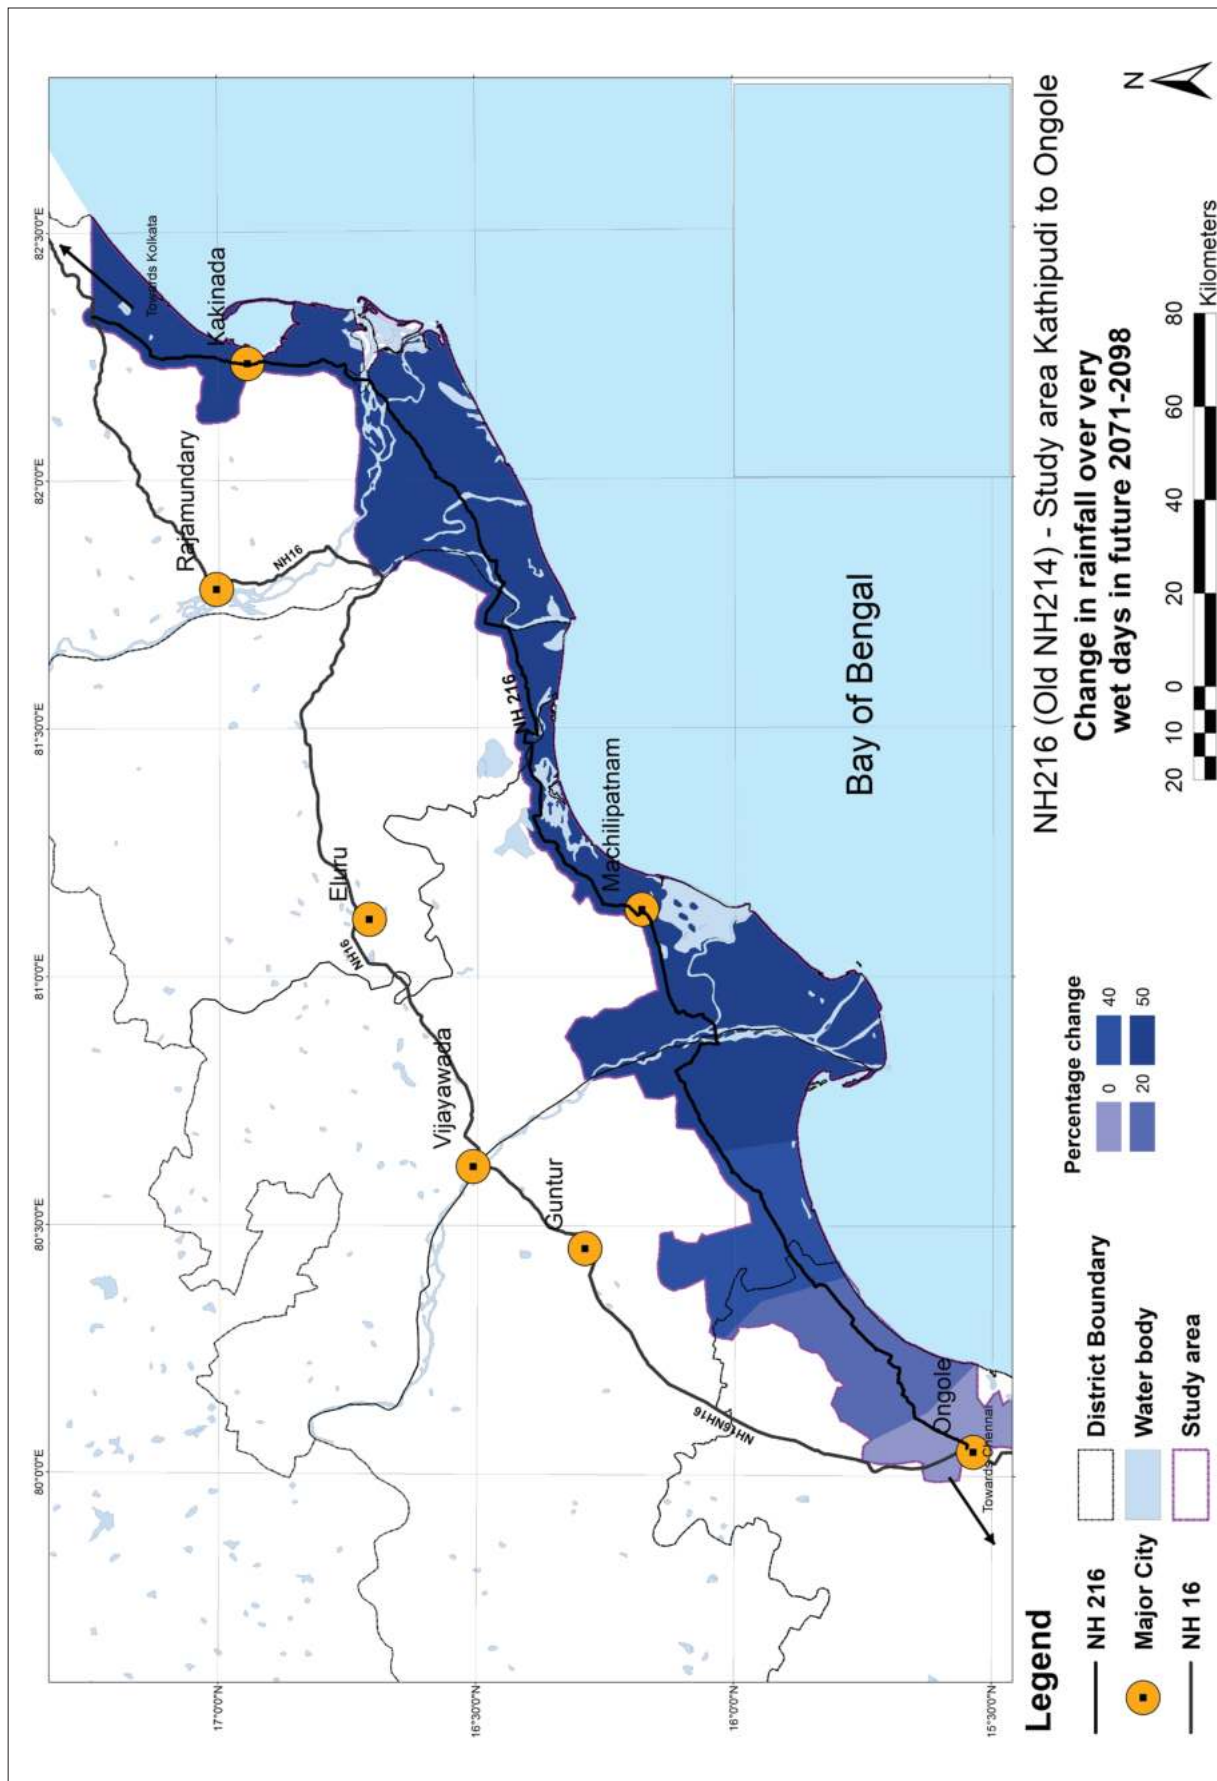 82°30'0"E
82°0'0"E
81°30'0"E
81°0'0"E
80°30'0"E
80°0'0"E
17°0'0"N
16°30'0"N
16°0'0"N
15°30'0"N
Towards Kolkata
Kakinada
Rajamundary
NH16
NH 216
Eluru
NH16
Machilipatnam
Vijayawada
Guntur
Bay of Bengal
NH16NH16
Ongole
Towards Chennai
NH216 (Old NH214) - Study area Kathipudi to Ongole
Change in rainfall over very
wet days in future 2071-2098
N
20 10 0 20 40 60 80
Kilometers
Legend
NH 216
Major City
NH 16
District Boundary
Water body
Study area
Percentage change
0 40
20 50